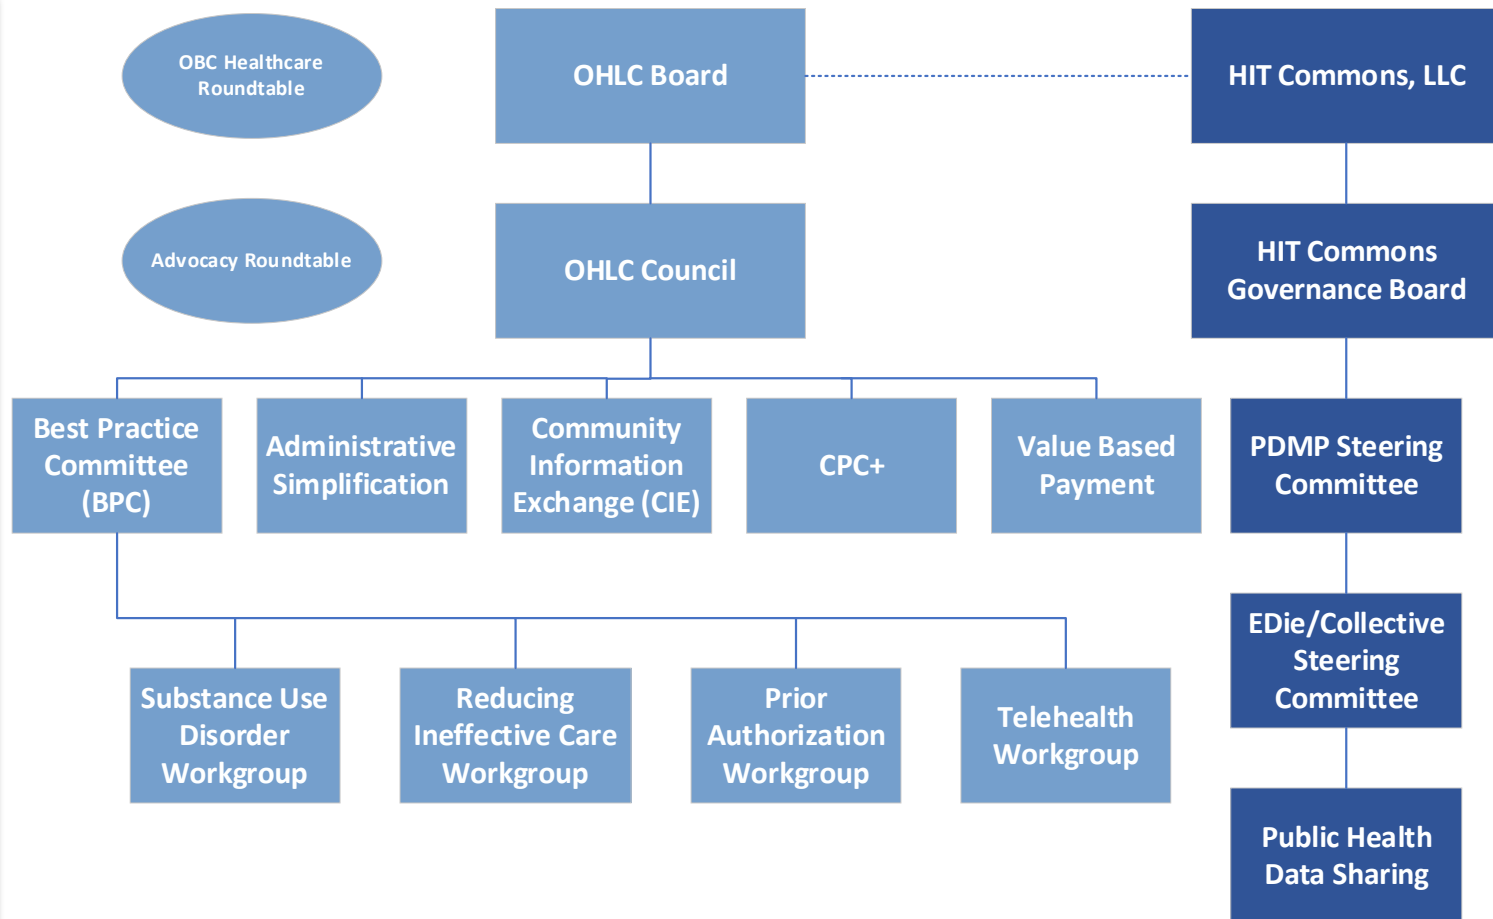 OBC Healthcare
Roundtable
OHLC Board
HIT Commons, LLC
Advocacy Roundtable
OHLC Council
HIT Commons
Governance Board
Best Practice
Committee
(BPC)
Administrative
Simplification
Community
Information
Exchange (CIE)
CPC+
Value Based
Payment
PDMP Steering
Committee
Substance Use
Disorder
Workgroup
Reducing
Ineffective Care
Workgroup
Prior
Authorization
Workgroup
Telehealth
Workgroup
EDie/Collective
Steering
Committee
Public Health
Data Sharing